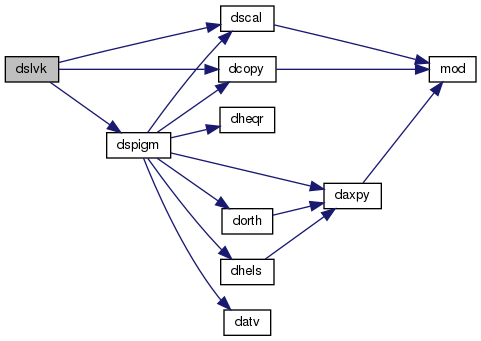 dscal
dslvk
dcopy
mod
dheqr
dspigm
daxpy
dorth
dhels
datv